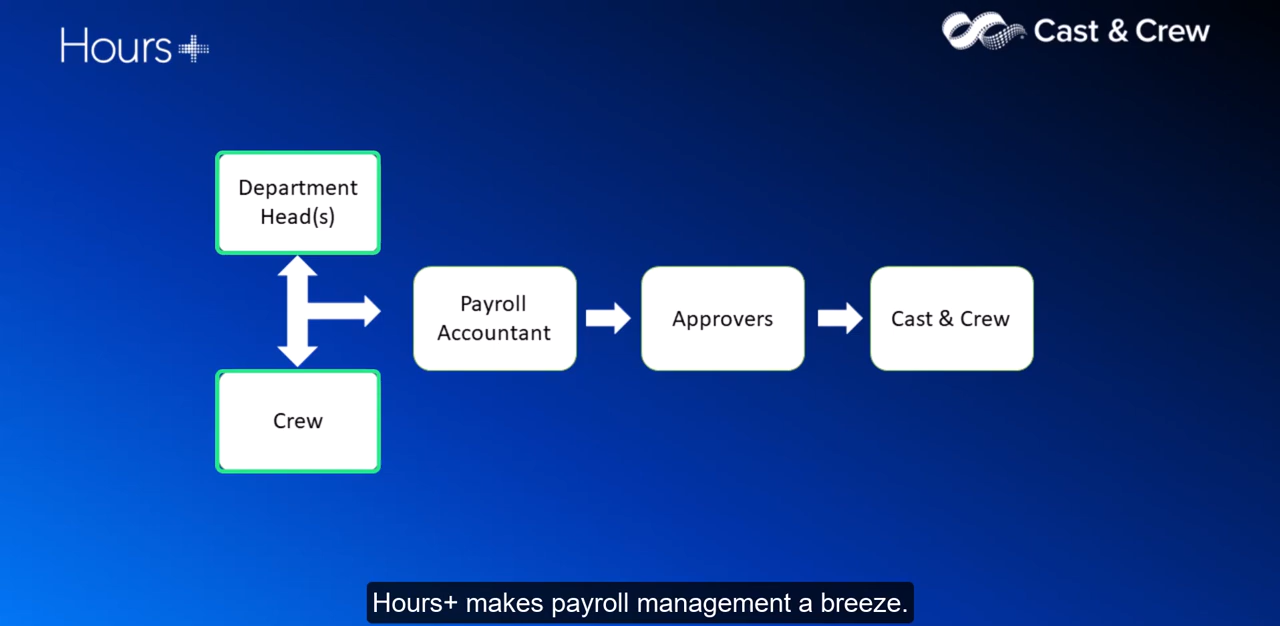 Hours+
Cast & Crew
Department
Head(s)
Payroll
Accountant
Approvers
Cast & Crew
Crew
Hours+ makes payroll management a breeze.